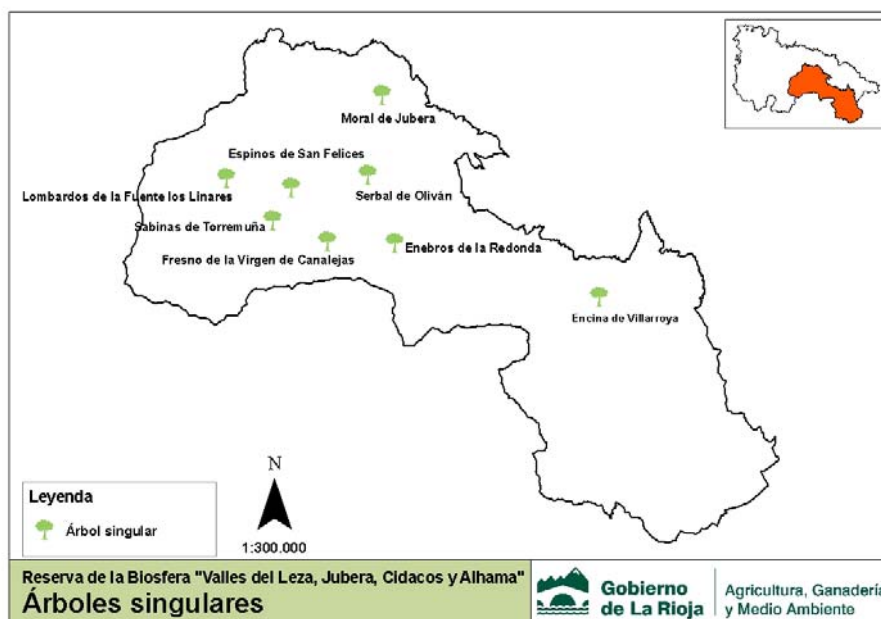 Moral de Jubera
Espinos de San Felices
Lombardos de la Fuente los Linares
Serbal de Oliván
Sabinas de Torremuña
Fresno de la Virgen de Canalejas
Enebros de la Redonda
Encina de Villarroya
N
1:300.000
Leyenda
Árbol singular
Reserva de la Biosfera "Valles del Leza, Jubera, Cidacos y Alhama"
Árboles singulares
Gobierno
de La Rioja
Agricultura, Ganadería
y Medio Ambiente